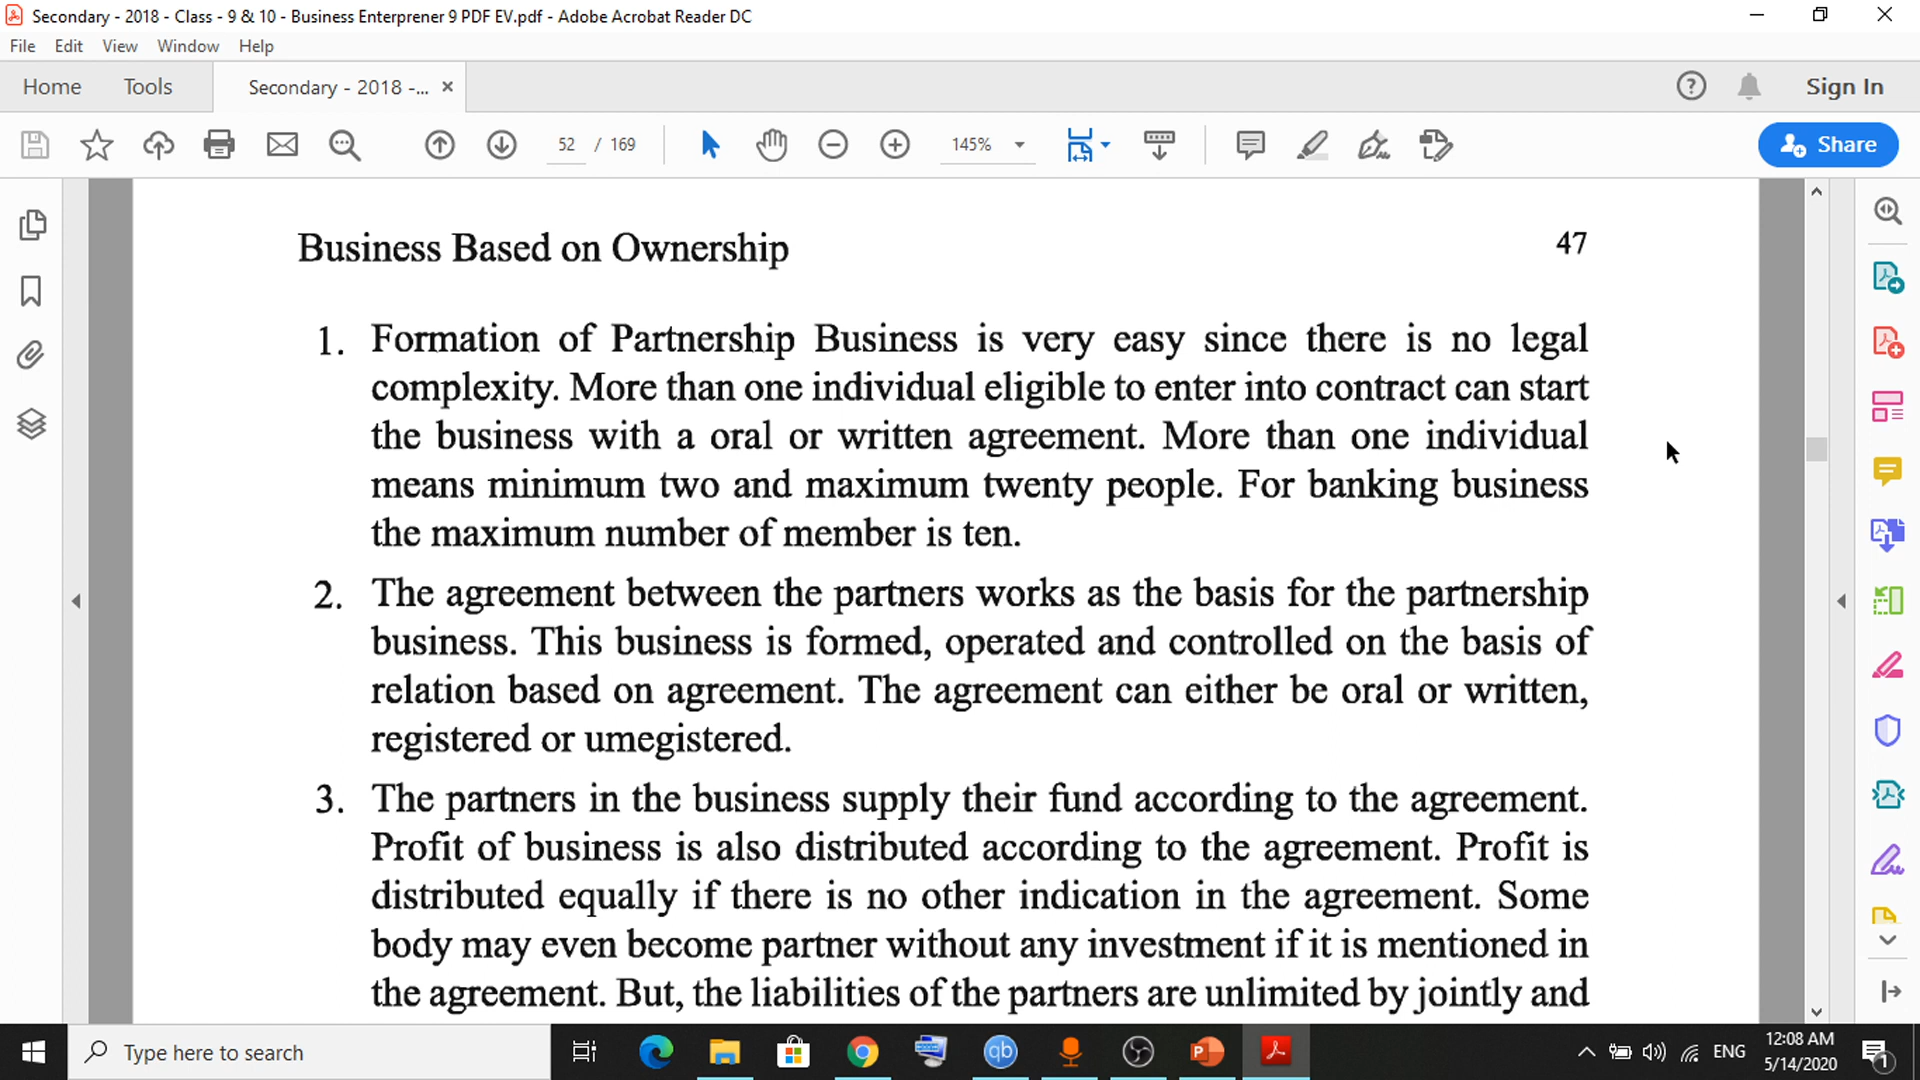 Secondary - 2018 - Class - 9 & 10 - Business Enterprener 9 PDF EV.pdf - Adobe Acrobat Reader DC
File Edit View Window Help
Home Tools Secondary - 2018 -... × Sign In
52 / 169 145% Share
Business Based on Ownership 47
1. Formation of Partnership Business is very easy since there is no legal
complexity. More than one individual eligible to enter into contract can start
the business with a oral or written agreement. More than one individual
means minimum two and maximum twenty people. For banking business
the maximum number of member is ten.
2. The agreement between the partners works as the basis for the partnership
business. This business is formed, operated and controlled on the basis of
relation based on agreement. The agreement can either be oral or written,
registered or umegistered.
3. The partners in the business supply their fund according to the agreement.
Profit of business is also distributed according to the agreement. Profit is
distributed equally if there is no other indication in the agreement. Some
body may even become partner without any investment if it is mentioned in
the agreement. But, the liabilities of the partners are unlimited by jointly and
Type here to search qb P ENG 12:08 AM
5/14/2020 1